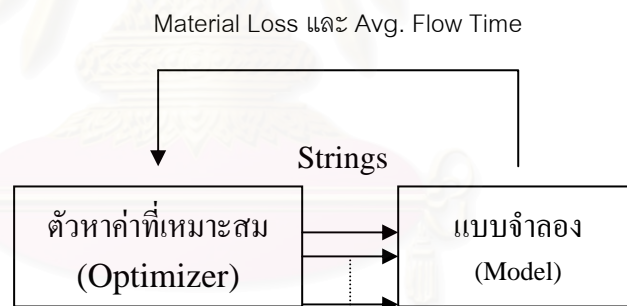 Material Loss และ Avg. Flow Time
Strings
ตัวหาค่าที่เหมาะสม
(Optimizer)
แบบจำลอง
(Model)